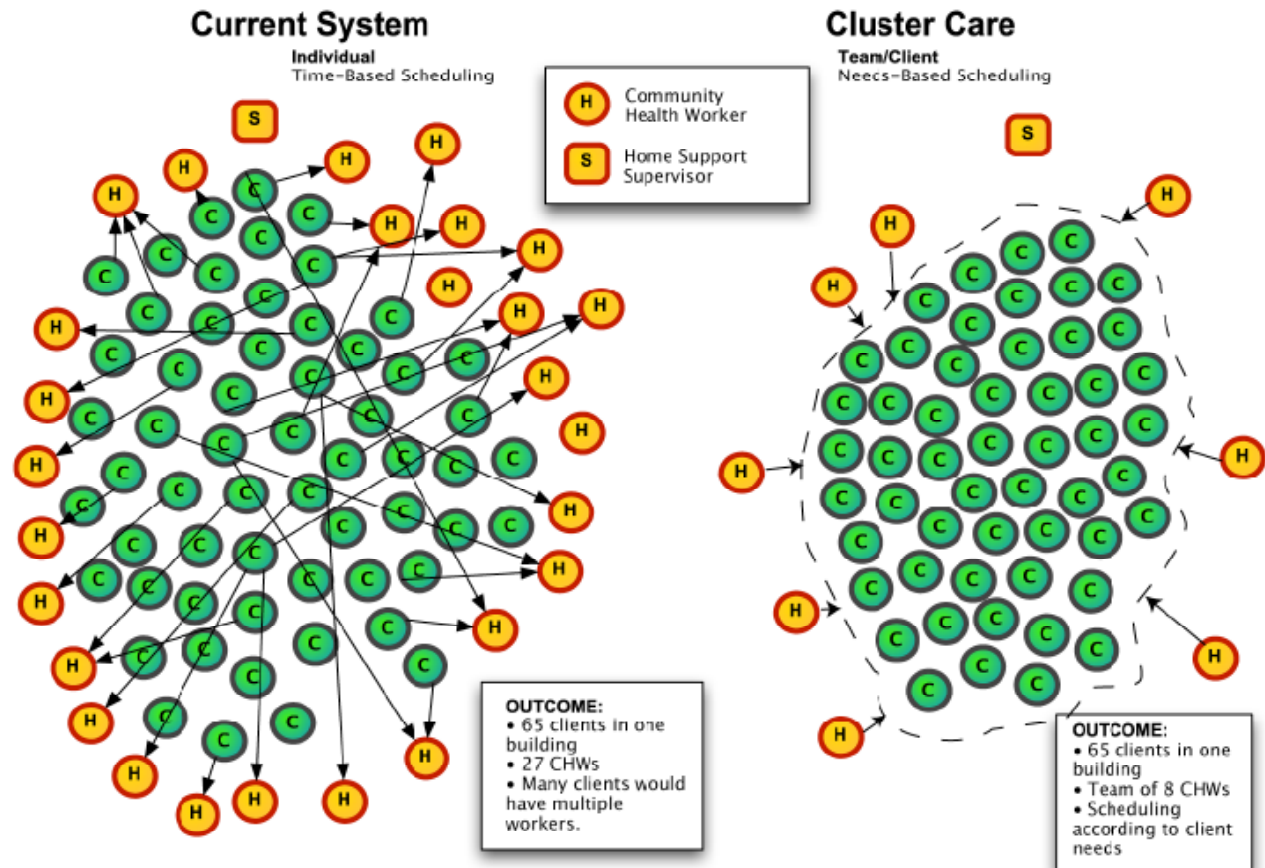 Current System
Individual
Time-Based Scheduling
Cluster Care
Team/Client
Neecs-Based Scheduling
H Community
Health Worker
S Home Support
Supervisor
S
H
H H
H C
C C H H
C C H
C C C H
C C H H
H C C C
C C C C C
C C H
H C C C
C C C H
C C C C C
H C C
C C C C C
H C C C
C C C C
C C C C C H
H C C
C H
C C C
H C C
C C H
H C H
H H H
OUTCOME:
• 65 clients in one
building
• 27 CHWs
• Many clients would
have multiple
workers.
S
H
H
C C
H C C C C
C C C
C C C
C C C C C
C C C C C
C C C C
H C C C H
C C C C
C C C
C C C C C
C C C
H C C
C C C
C C H
C C C
H
OUTCOME:
• 65 clients in one
building
• Team of 8 CHWs
• Scheduling
according to client
needs